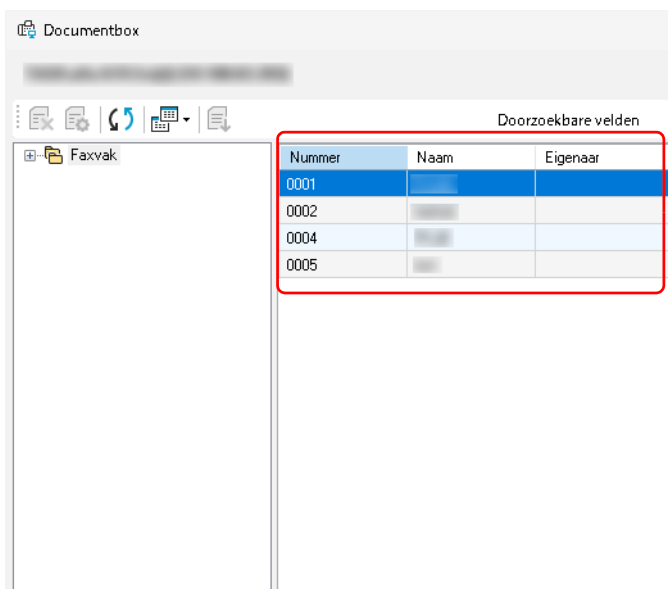 Documentbox
Doorzoekbare velden
Faxvak
Nummer Naam Eigenaar
0001
0002
0004
0005